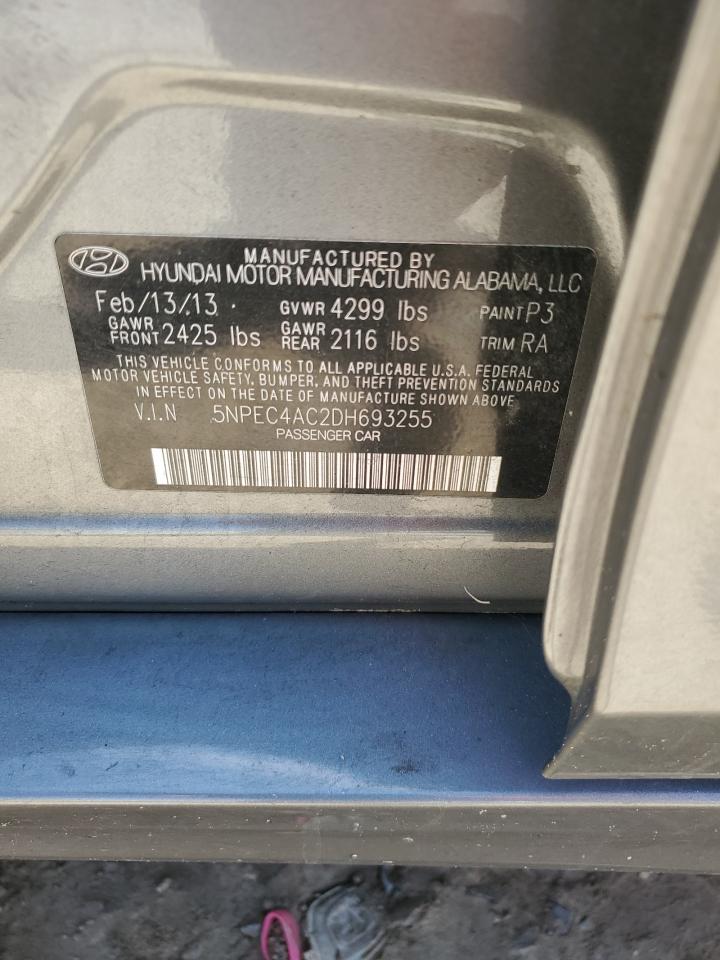 MANUFACTURED BY
HYUNDAI MOTOR MANUFACTURING ALABAMA, LLC
Feb/13/13 GVWR 4299 lbs PAINT P3
GAWR FRONT 2425 lbs GAWR REAR 2116 lbs TRIM RA
THIS VEHICLE CONFORMS TO ALL APPLICABLE U.S.A. FEDERAL
MOTOR VEHICLE SAFETY, BUMPER, AND THEFT PREVENTION STANDARDS
IN EFFECT ON THE DATE OF MANUFACTURE SHOWN ABOVE
V.I.N 5NPEC4AC2DH693255
PASSENGER CAR